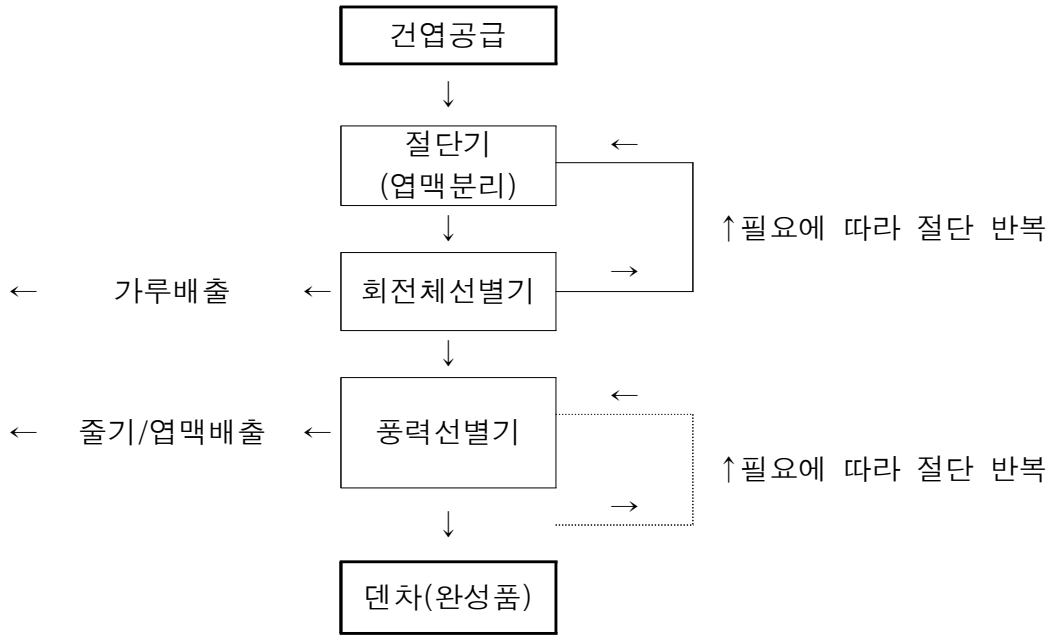 건엽공급
↓
절단기
(엽맥분리)
←
↑필요에 따라 절단 반복
↓
→
← 가루배출 ← 회전체선별기
↓
←
← 줄기/엽맥배출 ← 풍력선별기
↑필요에 따라 절단 반복
→
↓
덴차(완성품)